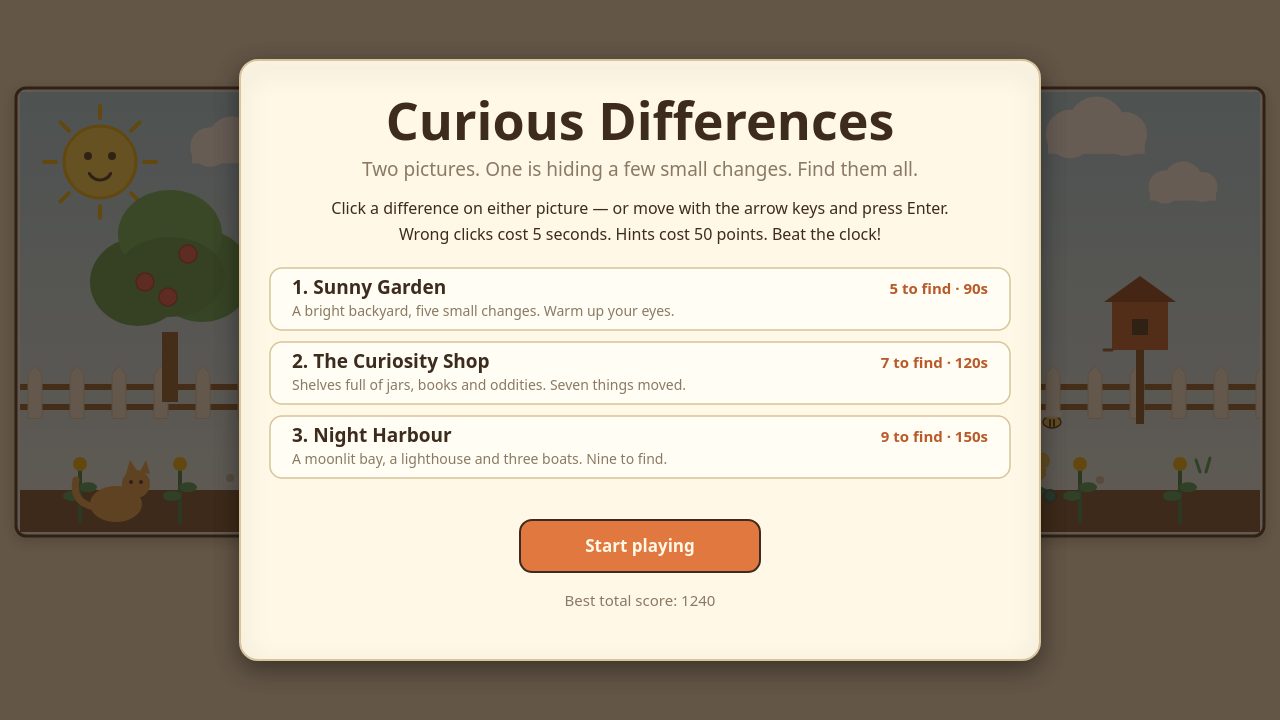 Curious Differences
Two pictures. One is hiding a few small changes. Find them all.
Click a difference on either picture — or move with the arrow keys and press Enter.
Wrong clicks cost 5 seconds. Hints cost 50 points. Beat the clock!
1. Sunny Garden
5 to find · 90s
A bright backyard, five small changes. Warm up your eyes.
2. The Curiosity Shop
7 to find · 120s
Shelves full of jars, books and oddities. Seven things moved.
3. Night Harbour
9 to find · 150s
A moonlit bay, a lighthouse and three boats. Nine to find.
Start playing
Best total score: 1240